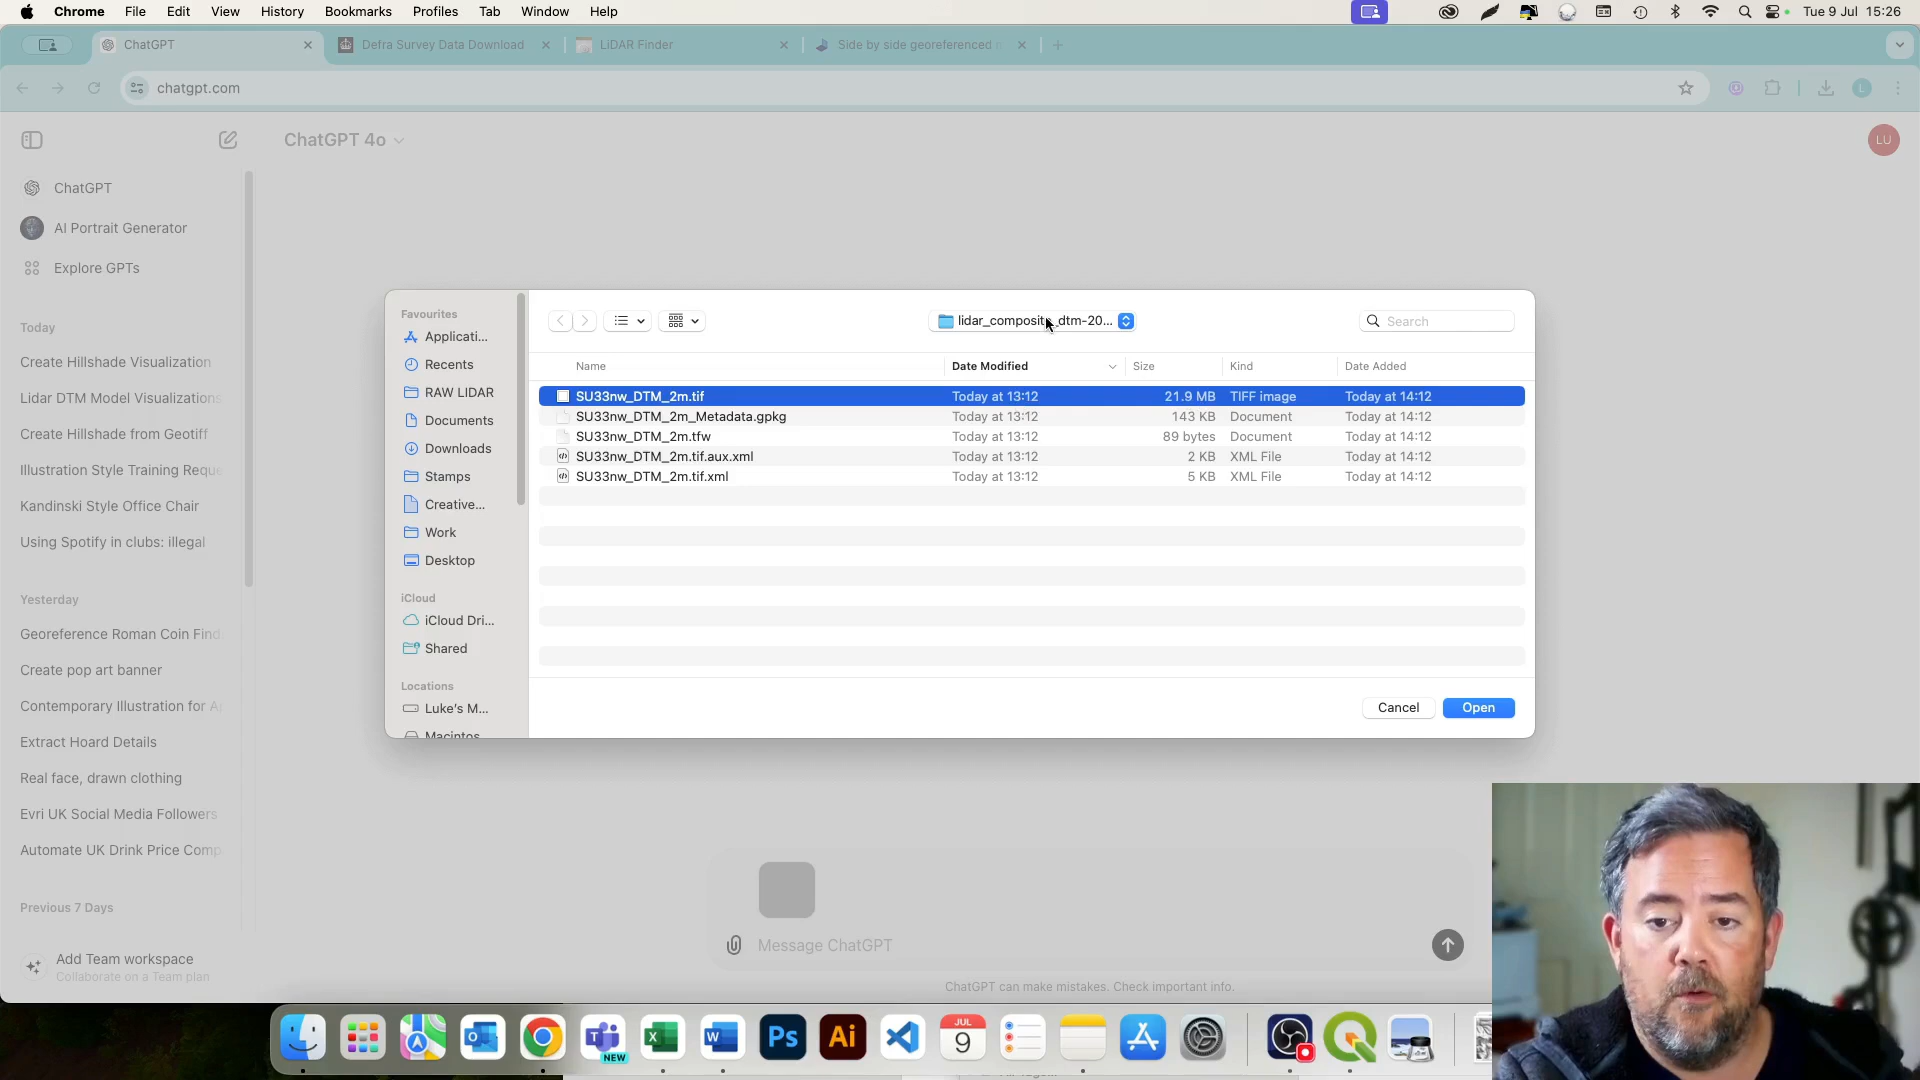 Chrome File Edit View History Bookmarks Profiles Tab Window Help Tue 9 Jul 15:26
ChatGPT Defra Survey Data Download LiDAR Finder Side by side georeferenced
chatgpt.com L
ChatGPT 4o LU
ChatGPT
AI Portrait Generator
Explore GPTs
Today
Create Hillshade Visualization
Lidar DTM Model Visualizations
Create Hillshade from Geotiff
Illustration Style Training Reque
Kandinski Style Office Chair
Using Spotify in clubs: illegal
Yesterday
Georeference Roman Coin Find
Create pop art banner
Contemporary Illustration for A
Extract Hoard Details
Real face, drawn clothing
Evri UK Social Media Followers
Automate UK Drink Price Comp
Previous 7 Days
Add Team workspace
Collaborate on a Team plan
Favourites
Applicati...
Recents
RAW LIDAR
Documents
Downloads
Stamps
Creative...
Work
Desktop
iCloud
iCloud Dri...
Shared
Locations
Luke's M...
Macintos
lidar_composite_dtm-20... Search
Name Date Modified Size Kind Date Added
SU33nw_DTM_2m.tif Today at 13:12 21.9 MB TIFF image Today at 14:12
SU33nw_DTM_2m_Metadata.gpkg Today at 13:12 143 KB Document Today at 14:12
SU33nw_DTM_2m.tfw Today at 13:12 89 bytes Document Today at 14:12
SU33nw_DTM_2m.tif.aux.xml Today at 13:12 2 KB XML File Today at 14:12
SU33nw_DTM_2m.tif.xml Today at 13:12 5 KB XML File Today at 14:12
Cancel Open
Message ChatGPT
ChatGPT can make mistakes. Check important info.
NEW
JUL
9
Ps Ai